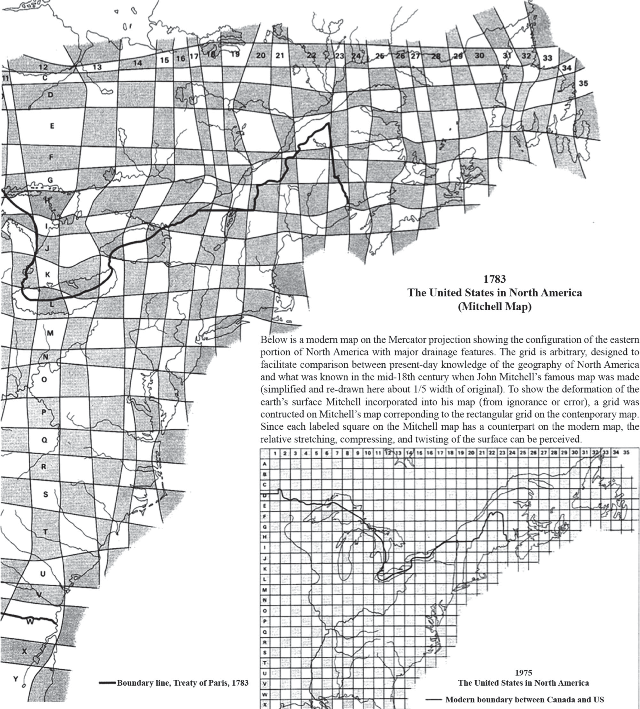 11 12 13 14 15 16 17 18 19 20 21 22 23 24 25 26 27 28 29 30 31 32 33 34 35
C
D
E
F
G
H
I
J
K
L
M
N
O
P
Q
R
S
T
U
V
W
X
Y
1783
The United States in North America
(Mitchell Map)
Below is a modern map on the Mercator projection showing the configuration of the eastern
portion of North America with major drainage features. The grid is arbitrary, designed to
facilitate comparison between present-day knowledge of the geography of North America
and what was known in the mid-18th century when John Mitchell's famous map was made
(simplified and re-drawn here about 1/5 width of original). To show the deformation of the
earth's surface Mitchell incorporated into his map (from ignorance or error), a grid was
contructed on Mitchell's map correponding to the rectangular grid on the contenporary map.
Since each labeled square on the Mitchell map has a counterpart on the modern map, the
relative stretching, compressing, and twisting of the surface can be perceived.
1 2 3 4 5 6 7 8 9 10 11 12 13 14 15 16 17 18 19 20 21 22 23 24 25 26 27 28 29 30 31 32 33 34 35
A
B
C
D
E
F
G
H
I
J
K
L
M
N
O
P
Q
R
S
T
U
V
W
X
Boundary line, Treaty of Paris, 1783
1975
The United States in North America
Modern boundary between Canada and US